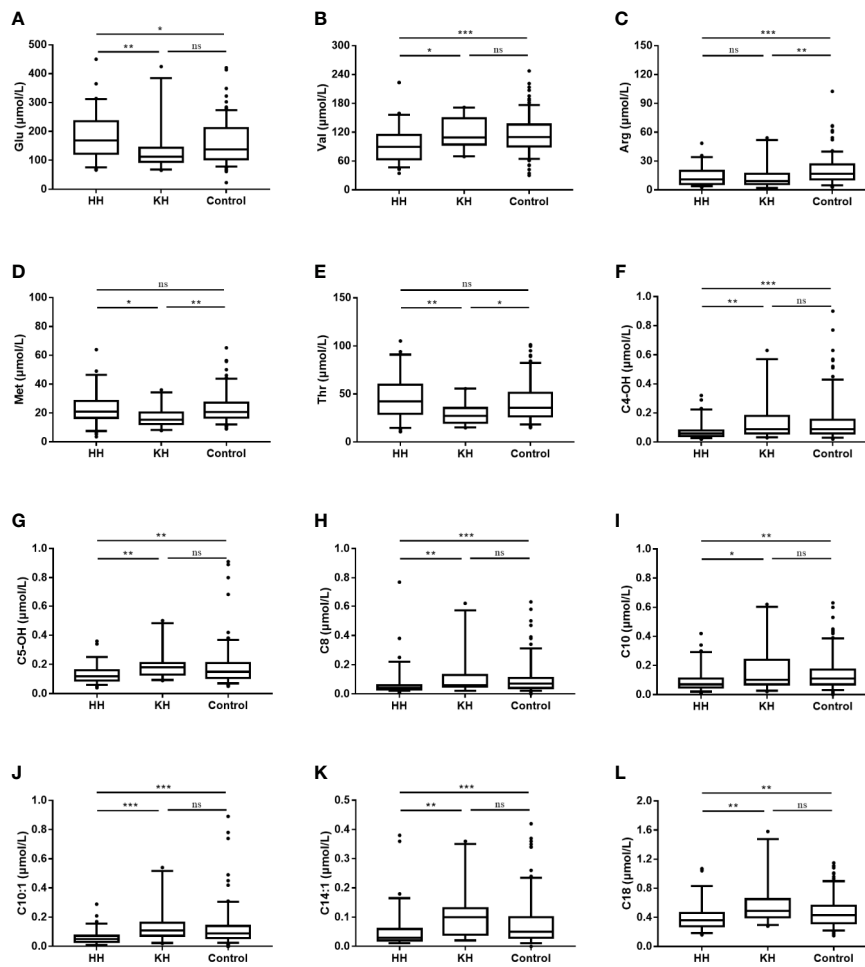 A
B
C
*
**
ns
500
400
300
200
100
0
Glu (μmol/L)
HH
KH
Control
***
*
ns
300
240
180
120
60
0
Val (μmol/L)
HH
KH
Control
***
ns
**
150
120
90
60
30
0
Arg (μmol/L)
HH
KH
Control
D
E
F
ns
*
**
100
80
60
40
20
0
Met (μmol/L)
HH
KH
Control
ns
**
*
150
100
50
0
Thr (μmol/L)
HH
KH
Control
***
**
ns
1.0
0.8
0.6
0.4
0.2
0.0
C4-OH (μmol/L)
HH
KH
Control
G
H
I
**
**
ns
1.0
0.8
0.6
0.4
0.2
0.0
C5-OH (μmol/L)
HH
KH
Control
***
**
ns
1.0
0.8
0.6
0.4
0.2
0.0
C8 (μmol/L)
HH
KH
Control
**
*
ns
1.0
0.8
0.6
0.4
0.2
0.0
C10 (μmol/L)
HH
KH
Control
J
K
L
***
***
ns
1.0
0.8
0.6
0.4
0.2
0.0
C10:1 (μmol/L)
HH
KH
Control
***
**
ns
0.5
0.4
0.3
0.2
0.1
0.0
C14:1 (μmol/L)
HH
KH
Control
**
**
ns
1.8
1.2
0.8
0.4
0.0
C18 (μmol/L)
HH
KH
Control